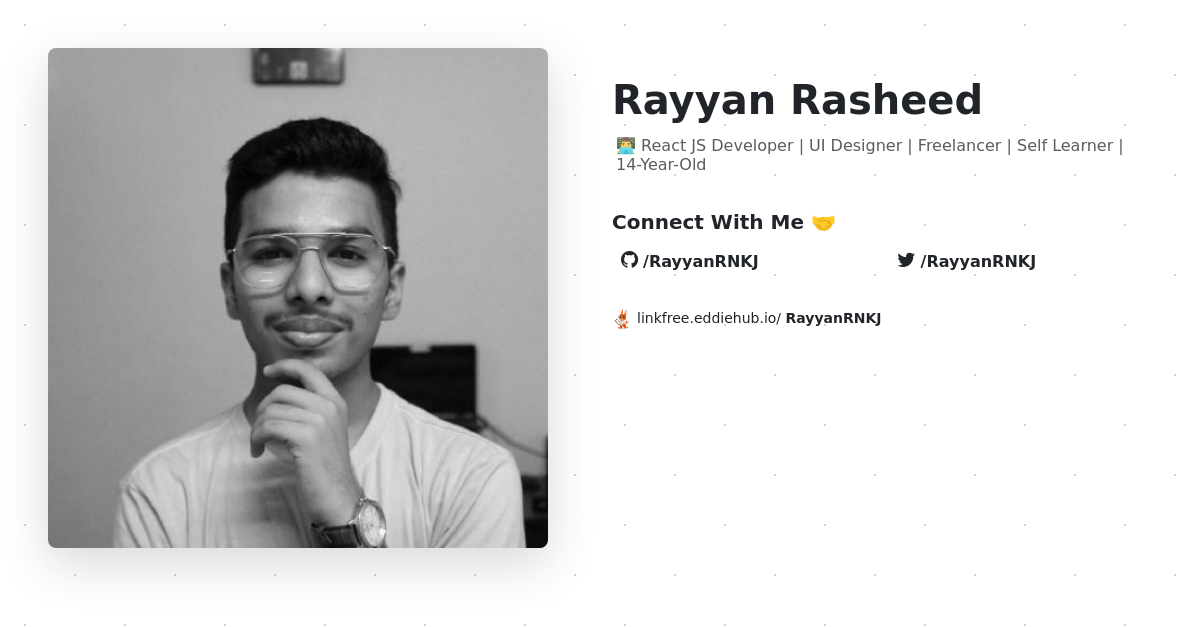 Rayyan Rasheed
👨‍💻 React JS Developer | UI Designer | Freelancer | Self Learner |
14-Year-Old
Connect With Me 🤝
/RayyanRNKJ
/RayyanRNKJ
linkfree.eddiehub.io/ RayyanRNKJ